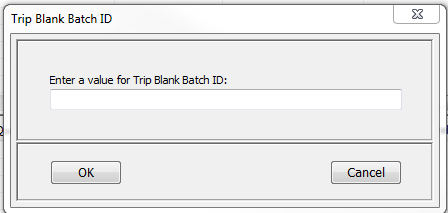 Trip Blank Batch ID
Enter a value for Trip Blank Batch ID:
OK
Cancel